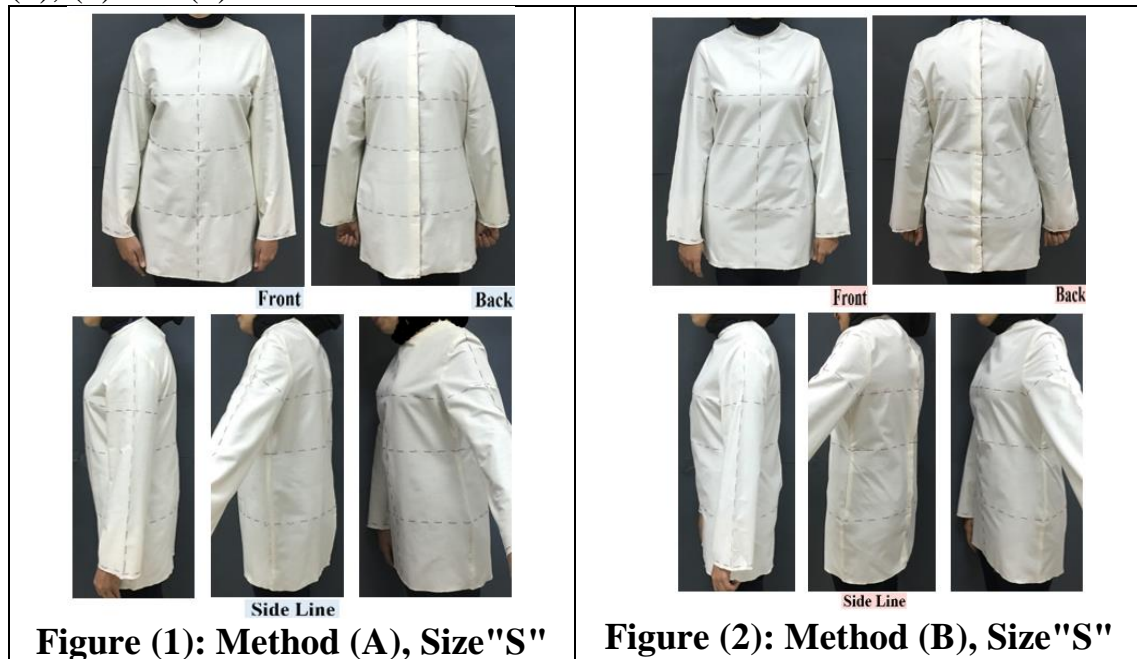 Front
Back
Side Line
Figure (1): Method (A), Size"S"
Front
Back
Side Line
Figure (2): Method (B), Size"S"